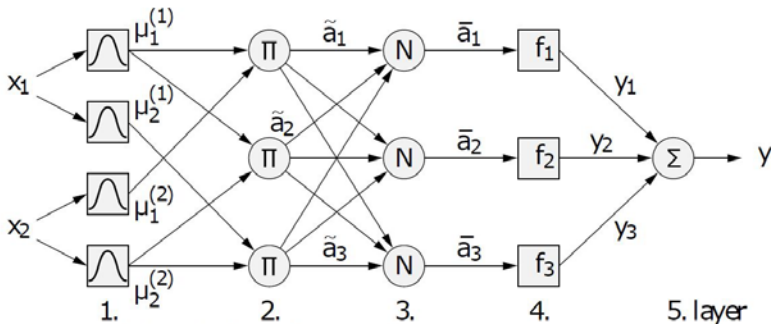 x₁
x₂
μ₁⁽¹⁾
μ₂⁽¹⁾
μ₁⁽²⁾
μ₂⁽²⁾
Π
Π
Π
ã₁
ã₂
ã₃
N
N
N
ā₁
ā₂
ā₃
f₁
f₂
f₃
y₁
y₂
y₃
Σ
y
1. 2. 3. 4. 5. layer